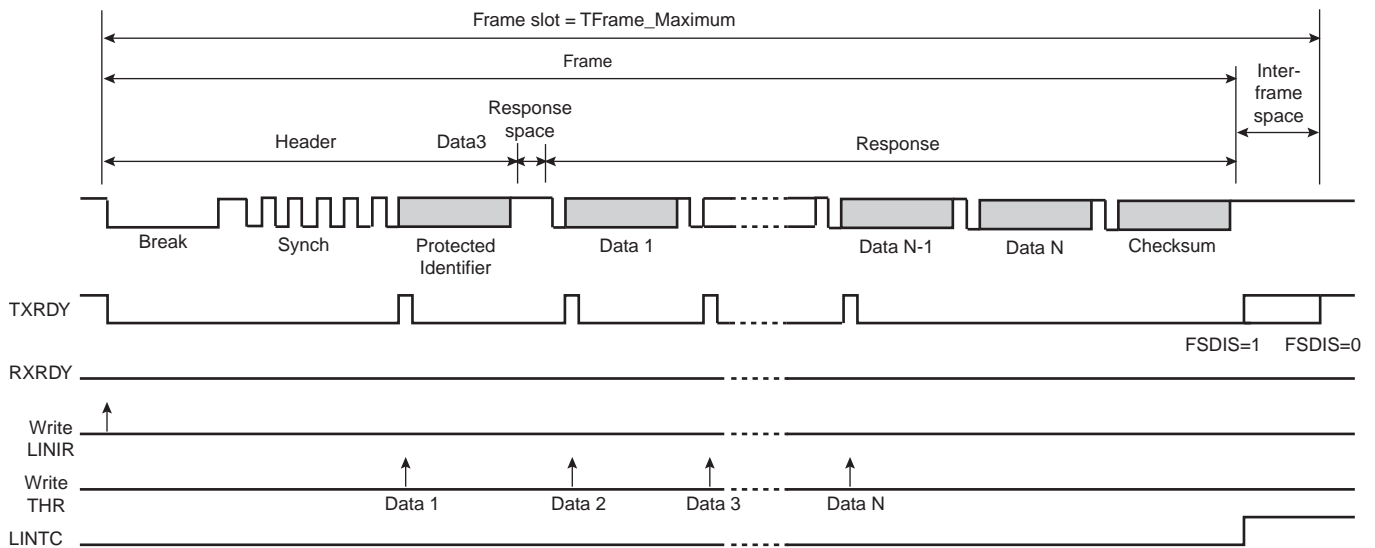 Frame slot = TFrame_Maximum
Frame
Inter-
frame
space
Response
space
Header
Data3
Response
Break
Synch
Protected
Identifier
Data 1
Data N-1
Data N
Checksum
TXRDY
FSDIS=1
FSDIS=0
RXRDY
Write
LINIR
Write
THR
Data 1
Data 2
Data 3
Data N
LINTC